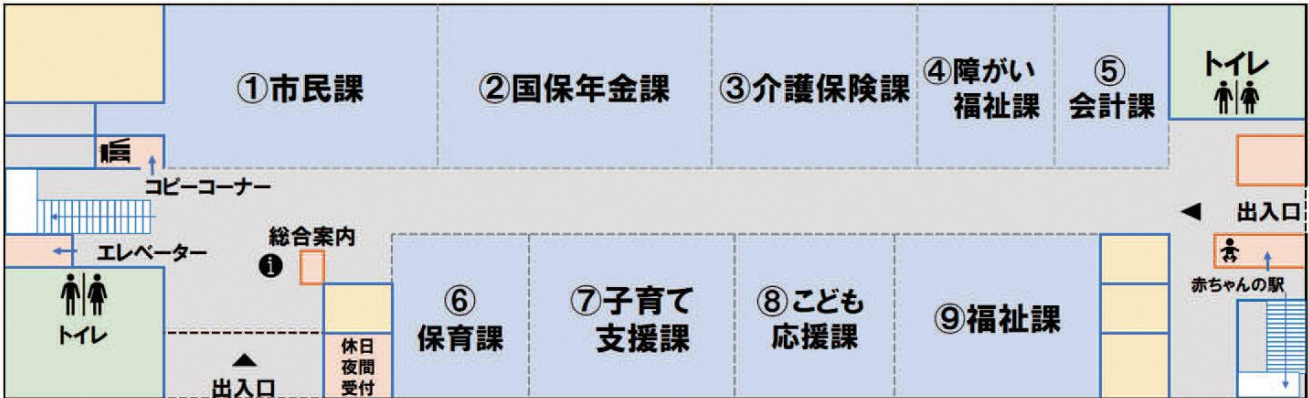 ①市民課
②国保年金課
③介護保険課
④障がい
福祉課
⑤
会計課
トイレ
コピーコーナー
出入口
総合案内
エレベーター
赤ちゃんの駅
トイレ
⑥
保育課
⑦子育て
支援課
⑧こども
応援課
⑨福祉課
休日
夜間
受付
出入口